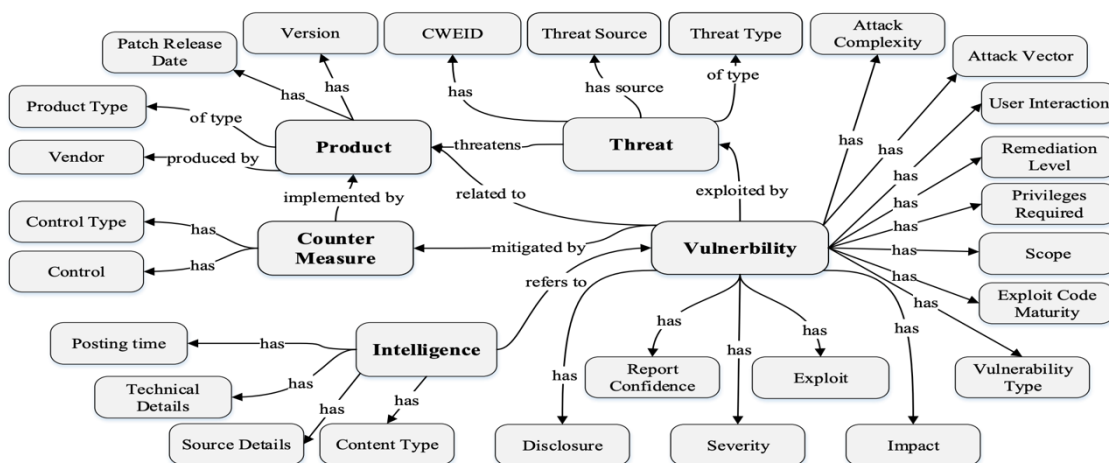 Patch Release
Date
Version
CWEID
Threat Source
Threat Type
Attack
Complexity
Attack Vector
has
has
has
has source
of type
has
has
Product Type
of type
Product
threatens
Threat
User Interaction
has
Vendor
produced by
Remediation
Level
has
implemented by
related to
exploited by
Privileges
Required
has
Control Type
has
Counter
Measure
mitigated by
Vulnerbility
has
Scope
Control
has
refers to
has
Exploit Code
Maturity
has
Posting time
has
Intelligence
has
has
has
has
Technical
Details
has
has
has
Report
Confidence
Exploit
Vulnerability
Type
has
has
Source Details
Content Type
Disclosure
Severity
Impact